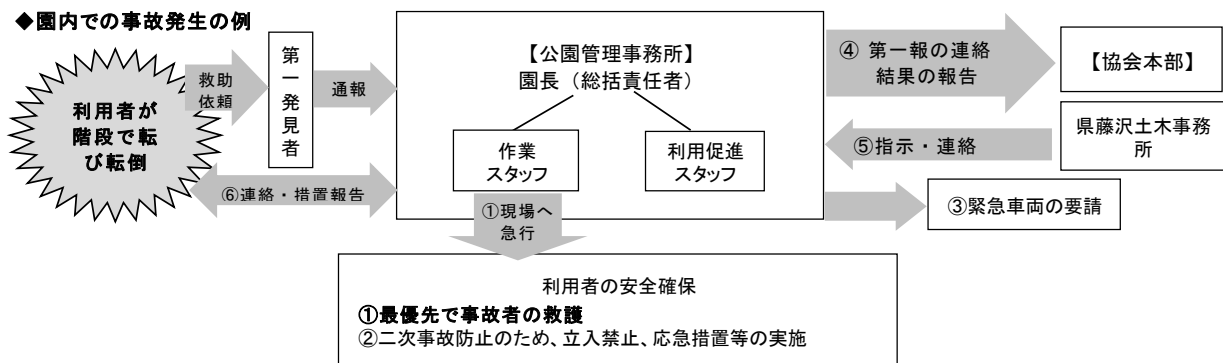 ◆園内での事故発生の例
利用者が
階段で転
び転倒
救助
依頼
第一発見者
通報
⑥連絡・措置報告
【公園管理事務所】
園長（総括責任者）
作業
スタッフ
利用促進
スタッフ
①現場へ
急行
④ 第一報の連絡
結果の報告
【協会本部】
県藤沢土木事務
所
⑤指示・連絡
③緊急車両の要請
利用者の安全確保
①最優先で事故者の救護
②二次事故防止のため、立入禁止、応急措置等の実施